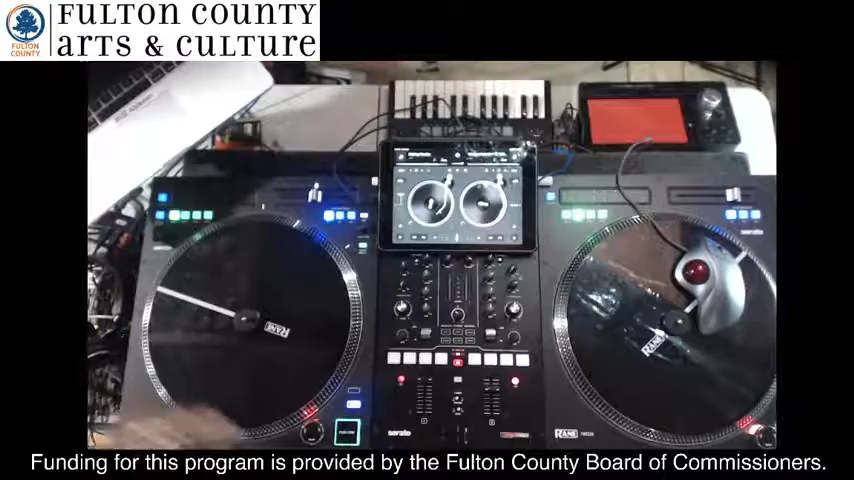 FULTON COUNTY
arts & culture
FULTON
COUNTY
RANE
RANE
serato
RANE
serato
Funding for this program is provided by the Fulton County Board of Commissioners.